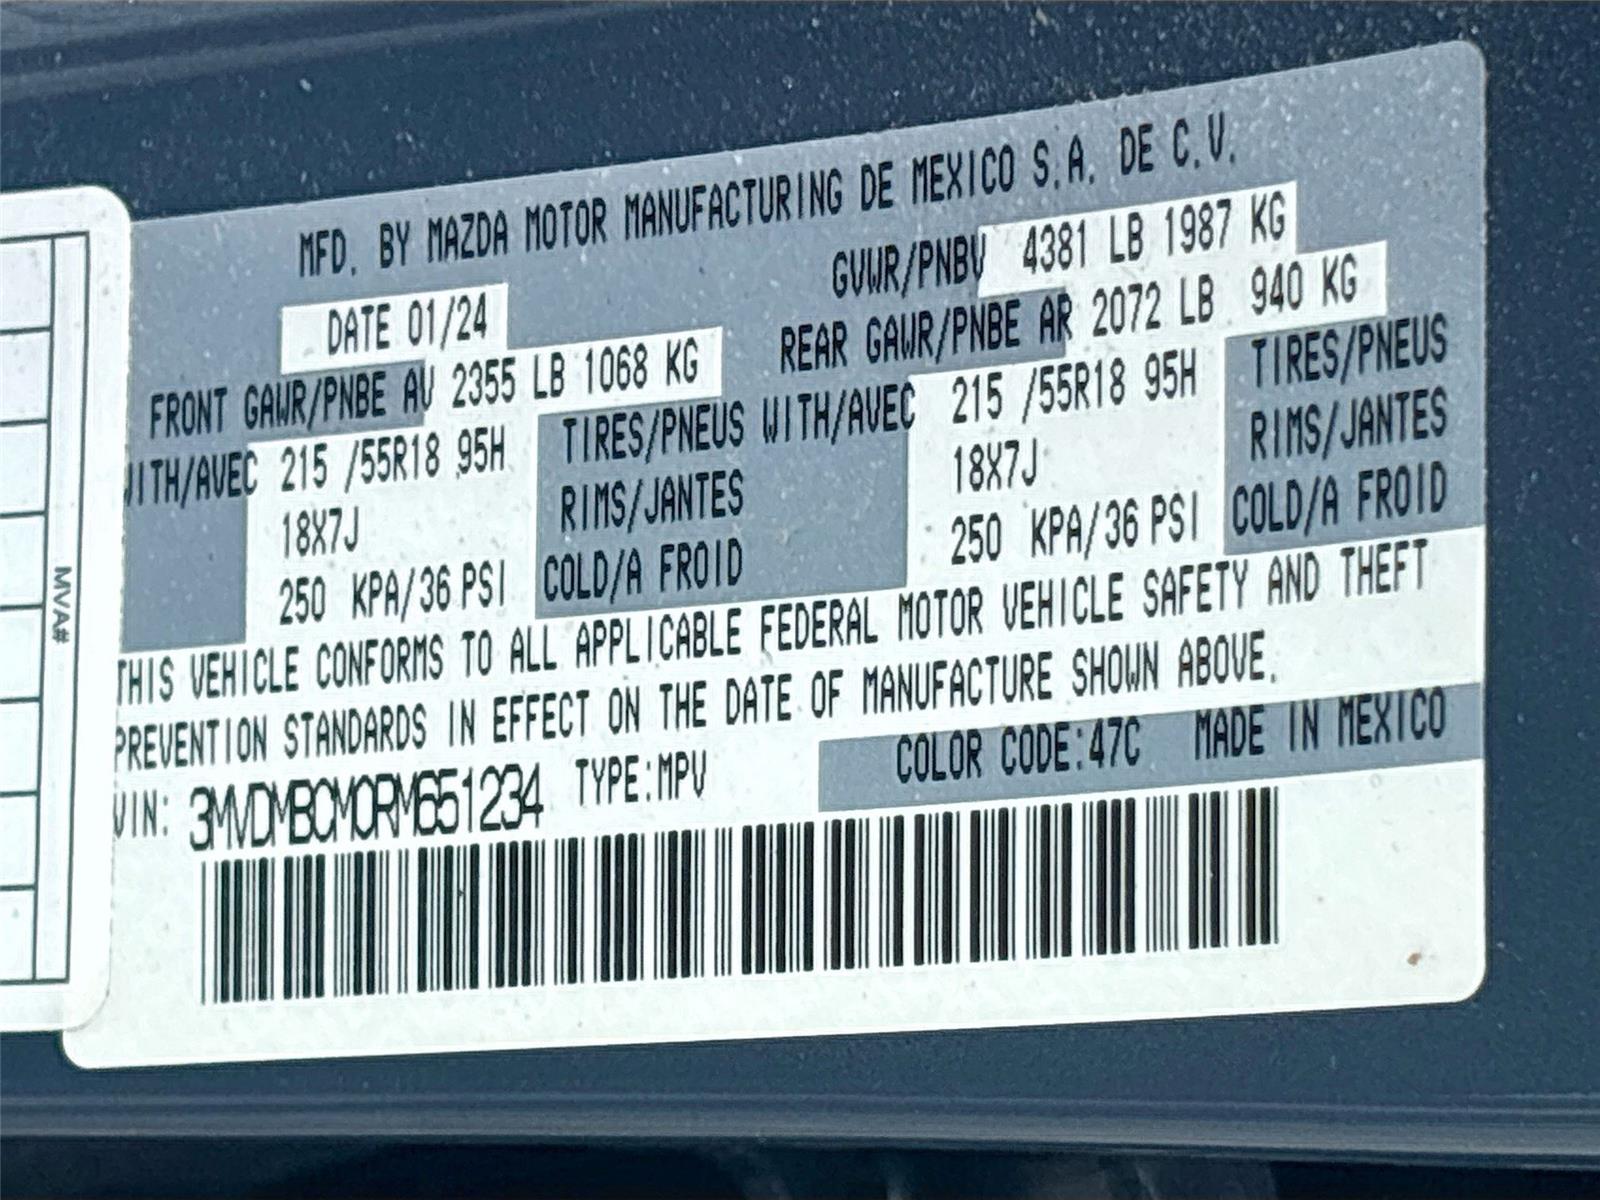 MFD. BY MAZDA MOTOR MANUFACTURING DE MEXICO S.A. DE C.V.
DATE 01/24 GVWR/PNBV 4381 LB 1987 KG
FRONT GAWR/PNBE AV 2355 LB 1068 KG REAR GAWR/PNBE AR 2072 LB 940 KG
WITH/AVEC 215 /55R18 95H TIRES/PNEUS WITH/AVEC 215 /55R18 95H TIRES/PNEUS
18X7J RIMS/JANTES 18X7J RIMS/JANTES
250 KPA/36 PSI COLD/A FROID 250 KPA/36 PSI COLD/A FROID
THIS VEHICLE CONFORMS TO ALL APPLICABLE FEDERAL MOTOR VEHICLE SAFETY AND THEFT
PREVENTION STANDARDS IN EFFECT ON THE DATE OF MANUFACTURE SHOWN ABOVE.
VIN: 3MVDMBCM0RM651234 TYPE:MPV COLOR CODE:47C MADE IN MEXICO
MVA#